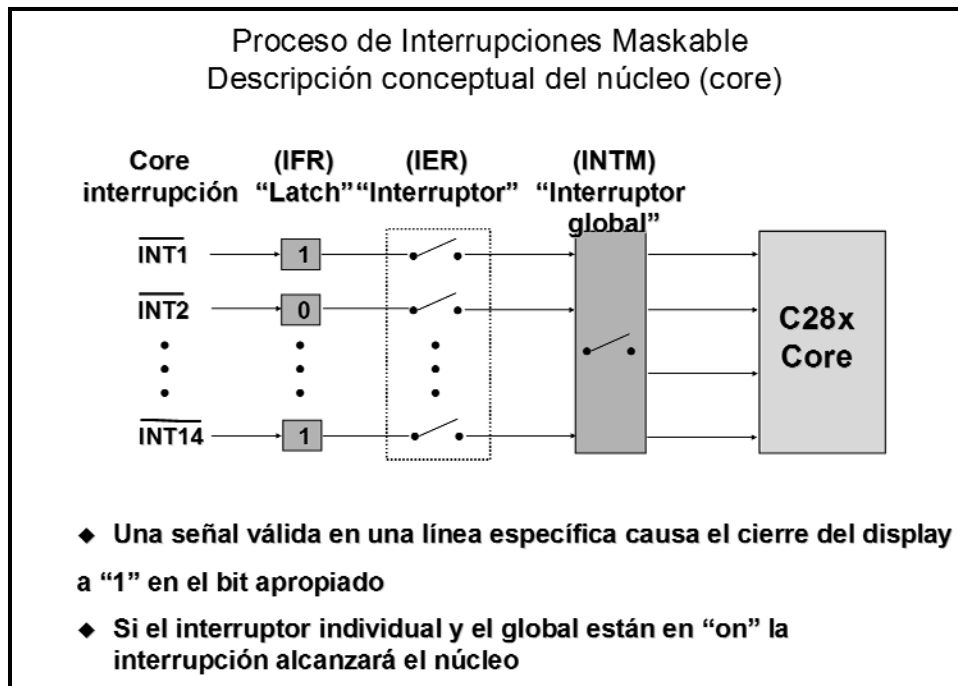 Proceso de Interrupciones Maskable
Descripción conceptual del núcleo (core)
Core interrupción
(IFR) “Latch”
(IER) “Interruptor”
(INTM) “Interruptor global”
INT1
1
INT2
0
INT14
1
C28x Core
◆ Una señal válida en una línea específica causa el cierre del display
a “1” en el bit apropiado
◆ Si el interruptor individual y el global están en “on” la
interrupción alcanzará el núcleo